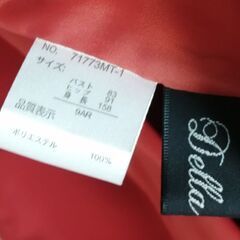 NO. 71773MT-1
サイズ:
バスト 83
ヒップ 91
身長 158
品質表示 9AR
ポリエステル 100%
Della